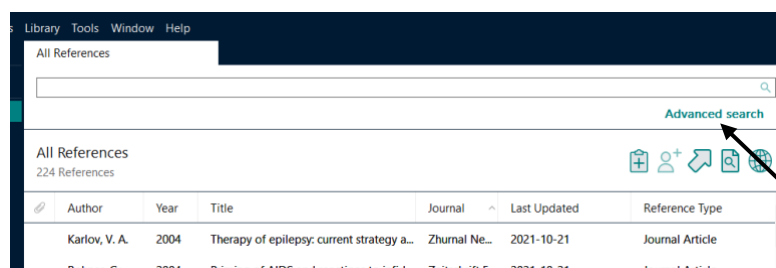 s Library Tools Window Help
All References
Advanced search
All References
224 References
Author Year Title Journal Last Updated Reference Type
Karlov, V. A. 2004 Therapy of epilepsy: current strategy a... Zhurnal Ne... 2021-10-21 Journal Article